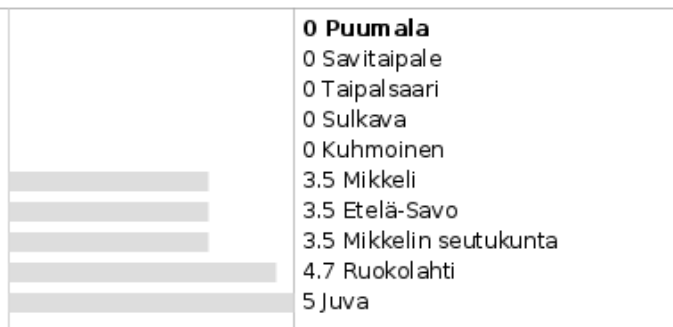 0 Puumala
0 Savitaipale
0 Taipalsaari
0 Sulkava
0 Kuhmoinen
3.5 Mikkeli
3.5 Etelä-Savo
3.5 Mikkelin seutukunta
4.7 Ruokolahti
5 Juva